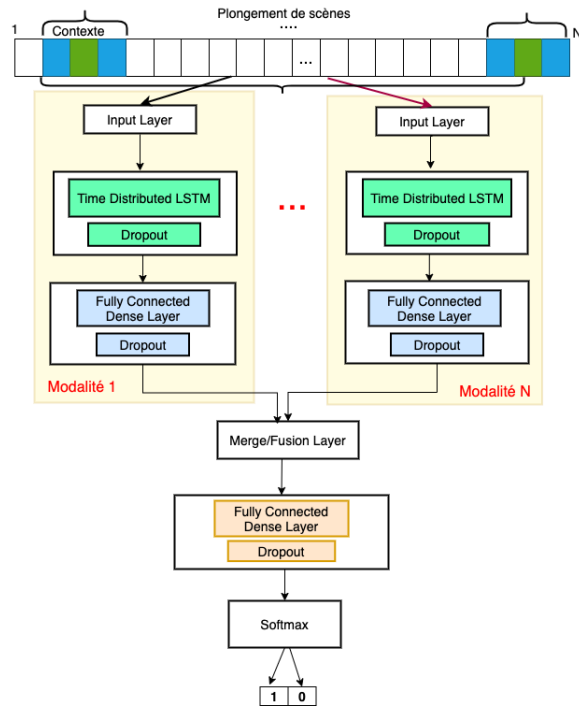 Plongement de scènes
....
1
Contexte
N
...
Input Layer
Input Layer
Time Distributed LSTM
Dropout
...
Time Distributed LSTM
Dropout
Fully Connected
Dense Layer
Dropout
Fully Connected
Dense Layer
Dropout
Modalité 1
Modalité N
Merge/Fusion Layer
Fully Connected
Dense Layer
Dropout
Softmax
1 0